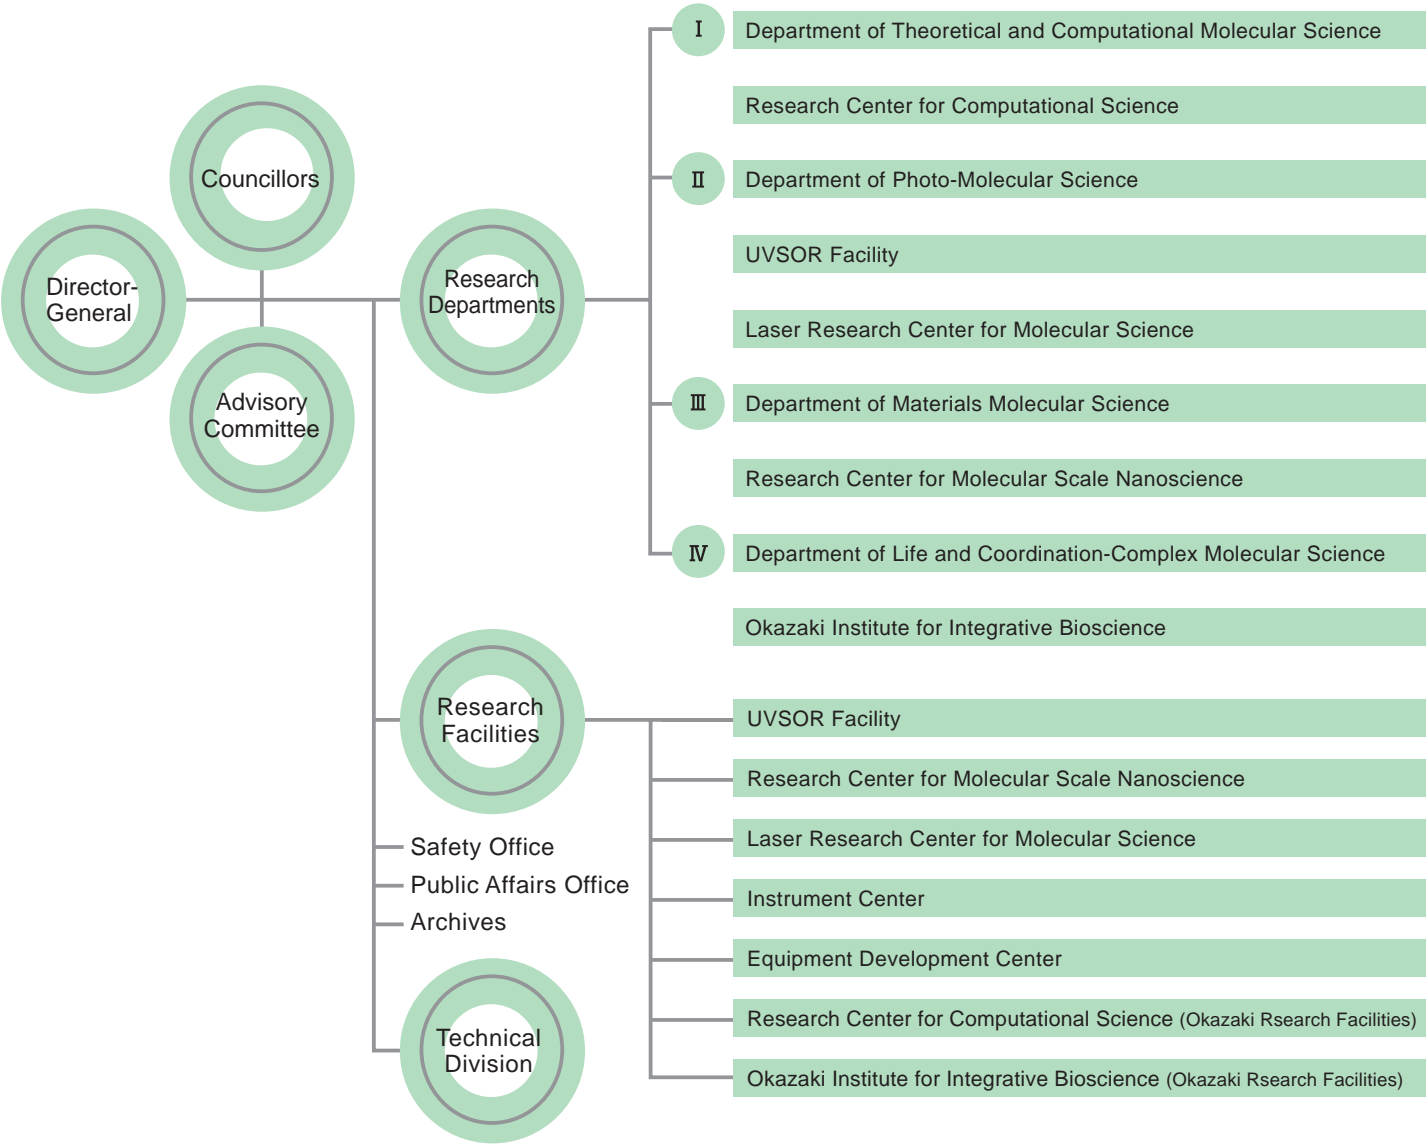 Director-
General
Councillors
Advisory
Committee
Research
Departments
Ⅰ
Department of Theoretical and Computational Molecular Science
Research Center for Computational Science
Ⅱ
Department of Photo-Molecular Science
UVSOR Facility
Laser Research Center for Molecular Science
Ⅲ
Department of Materials Molecular Science
Research Center for Molecular Scale Nanoscience
Ⅳ
Department of Life and Coordination-Complex Molecular Science
Okazaki Institute for Integrative Bioscience
Research
Facilities
UVSOR Facility
Research Center for Molecular Scale Nanoscience
Laser Research Center for Molecular Science
Instrument Center
Equipment Development Center
Research Center for Computational Science (Okazaki Rsearch Facilities)
Okazaki Institute for Integrative Bioscience (Okazaki Rsearch Facilities)
Safety Office
Public Affairs Office
Archives
Technical
Division